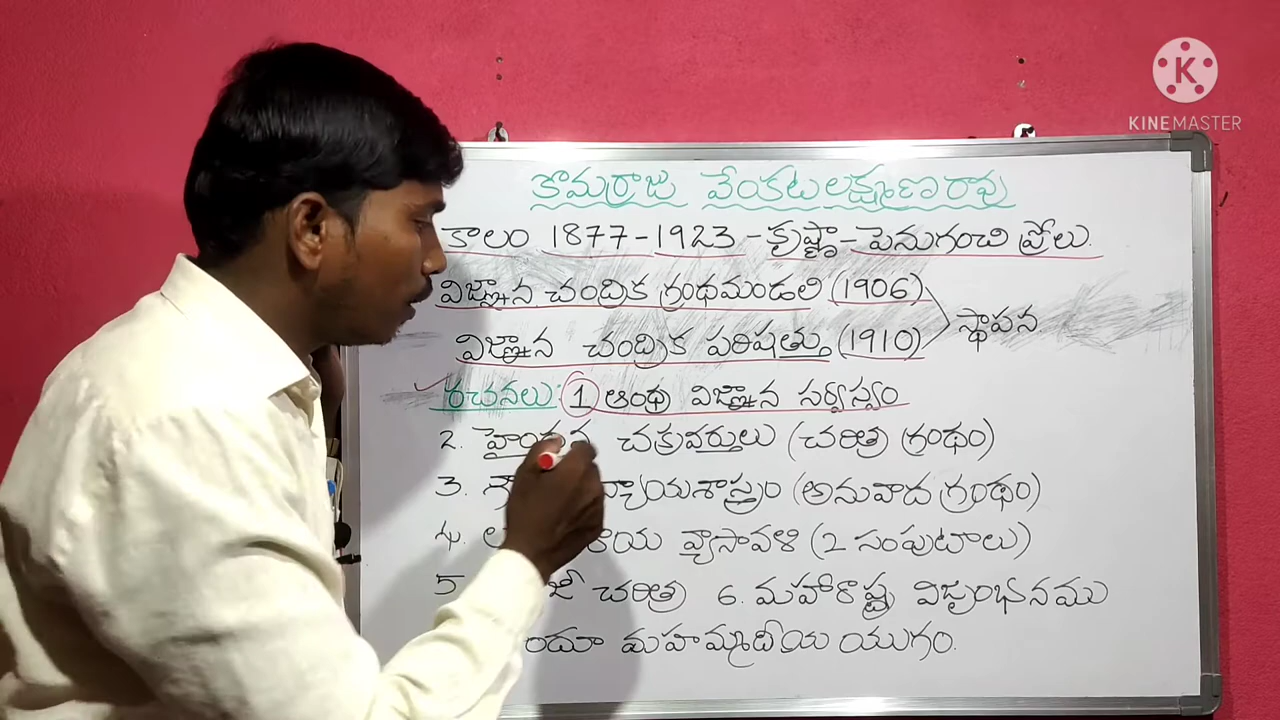 KINEMASTER
కొమర్రాజు వేంకటలక్ష్మణరావు
కాలం 1877-1923 - కృష్ణా - పెనుగంచి ప్రోలు.
విజ్ఞాన చంద్రిక గ్రంథమండలి (1906)
స్థాపన.
విజ్ఞాన చంద్రిక పరిషత్తు (1910)
రచనలు: 1 ఆంధ్ర విజ్ఞాన సర్వస్వం
2. చక్రవర్తులు (చరిత్ర గ్రంథం)
3. న్యాయశాస్త్రం (అనువాద గ్రంథం)
4. వ్యాసావళి (2 సంపుటాలు)
5 చరిత్ర 6. మహారాష్ట్ర విజృంభనము
మహమ్మదీయ యుగం.